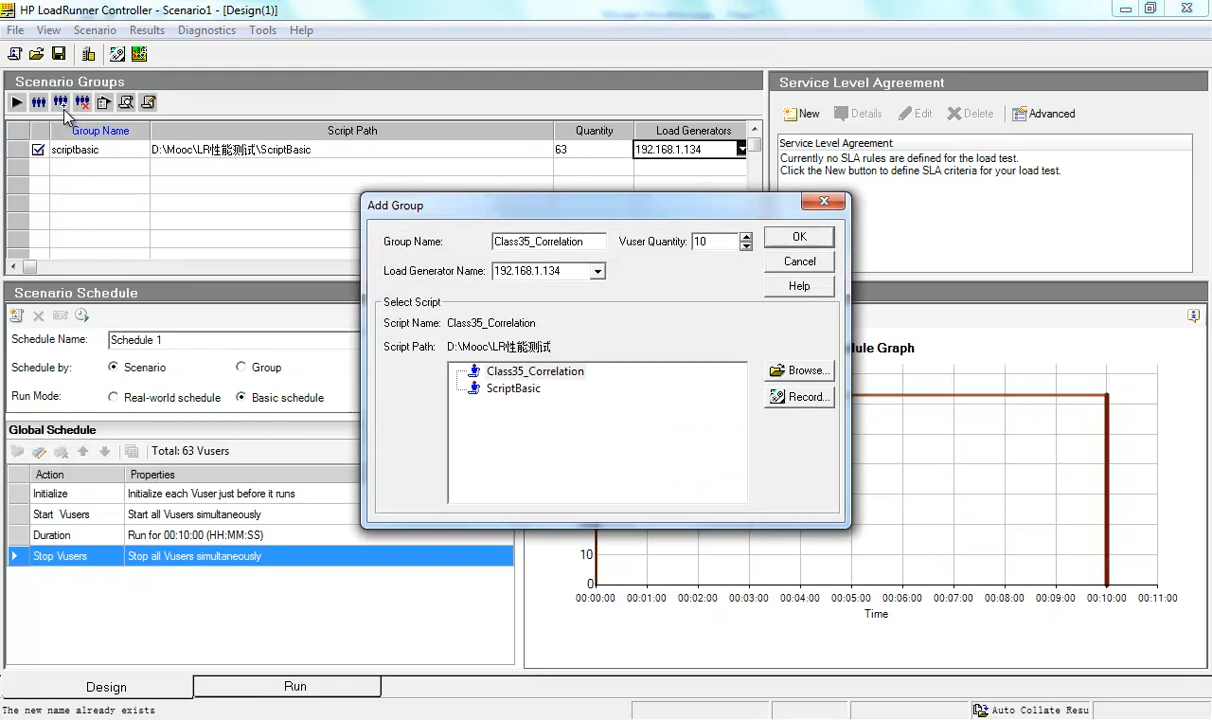 HP LoadRunner Controller - Scenario1 - [Design(1)]
File View Scenario Results Diagnostics Tools Help
Scenario Groups
Group Name Script Path Quantity Load Generators
scriptbasic D:\Mooc\LR性能测试\ScriptBasic 63 192.168.1.134
Service Level Agreement
New Details Edit Delete Advanced
Service Level Agreement
Currently no SLA rules are defined for the load test.
Click the New button to define SLA criteria for your load test.
Add Group
Group Name: Class35_Correlation Vuser Quantity: 10 OK
Load Generator Name: 192.168.1.134 Cancel
Help
Select Script
Script Name: Class35_Correlation
Script Path: D:\Mooc\LR性能测试
Class35_Correlation
ScriptBasic
Browse...
Record...
Scenario Schedule
Schedule Name: Schedule 1
Schedule by: Scenario Group
Run Mode: Real-world schedule Basic schedule
Global Schedule
Total: 63 Vusers
Action Properties
Initialize Initialize each Vuser just before it runs
Start Vusers Start all Vusers simultaneously
Duration Run for 00:10:00 (HH:MM:SS)
Stop Vusers Stop all Vusers simultaneously
Graph
10
0
00:00:00 00:01:00 00:02:00 00:03:00 00:04:00 00:05:00 00:06:00 00:07:00 00:08:00 00:09:00 00:10:00 00:11:00
Time
Design Run
The new name already exists
Auto Collate Resu